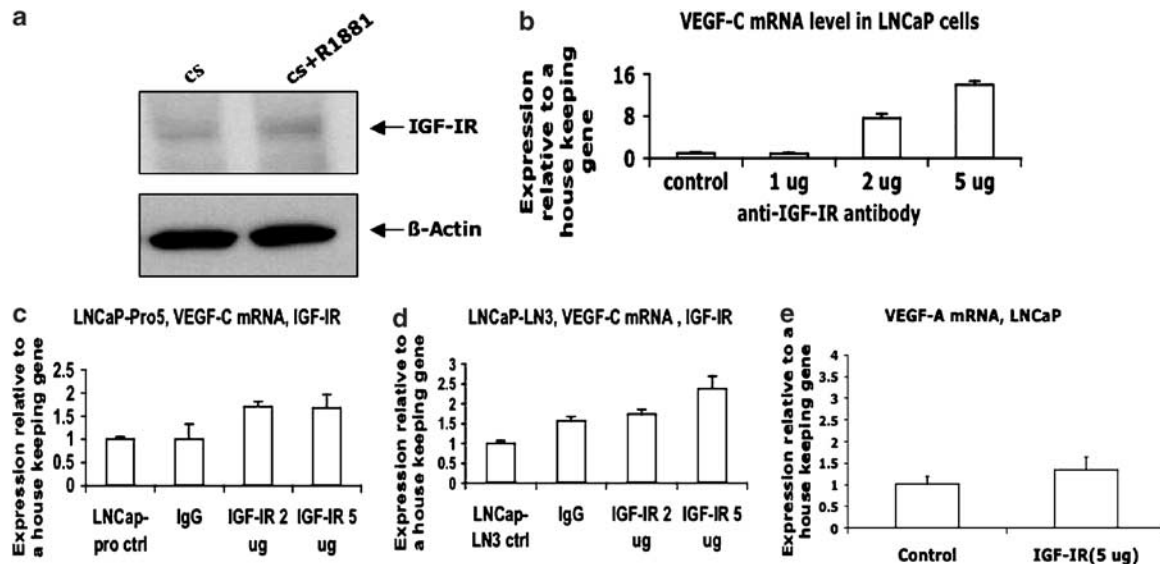 a
cs
cs+R1881
IGF-IR
ß-Actin
b
VEGF-C mRNA level in LNCaP cells
Expression
relative to a
house keeping
gene
16
8
0
control
1 ug
2 ug
5 ug
anti-IGF-IR antibody
c
LNCaP-Pro5, VEGF-C mRNA, IGF-IR
Expression relative to
a house keeping gene
2.5
2
1.5
1
0.5
0
LNCap-
pro ctrl
IgG
IGF-IR 2
ug
IGF-IR 5
ug
d
LNCaP-LN3, VEGF-C mRNA , IGF-IR
Expression relative to
a house keeping gene
3
2.5
2
1.5
1
0.5
0
LNCap-
LN3 ctrl
IgG
IGF-IR 2
ug
IGF-IR 5
ug
e
VEGF-A mRNA, LNCaP
Expression relative to a
house keeping gene
4
3.5
3
2.5
2
1.5
1
0.5
0
Control
IGF-IR(5 ug)